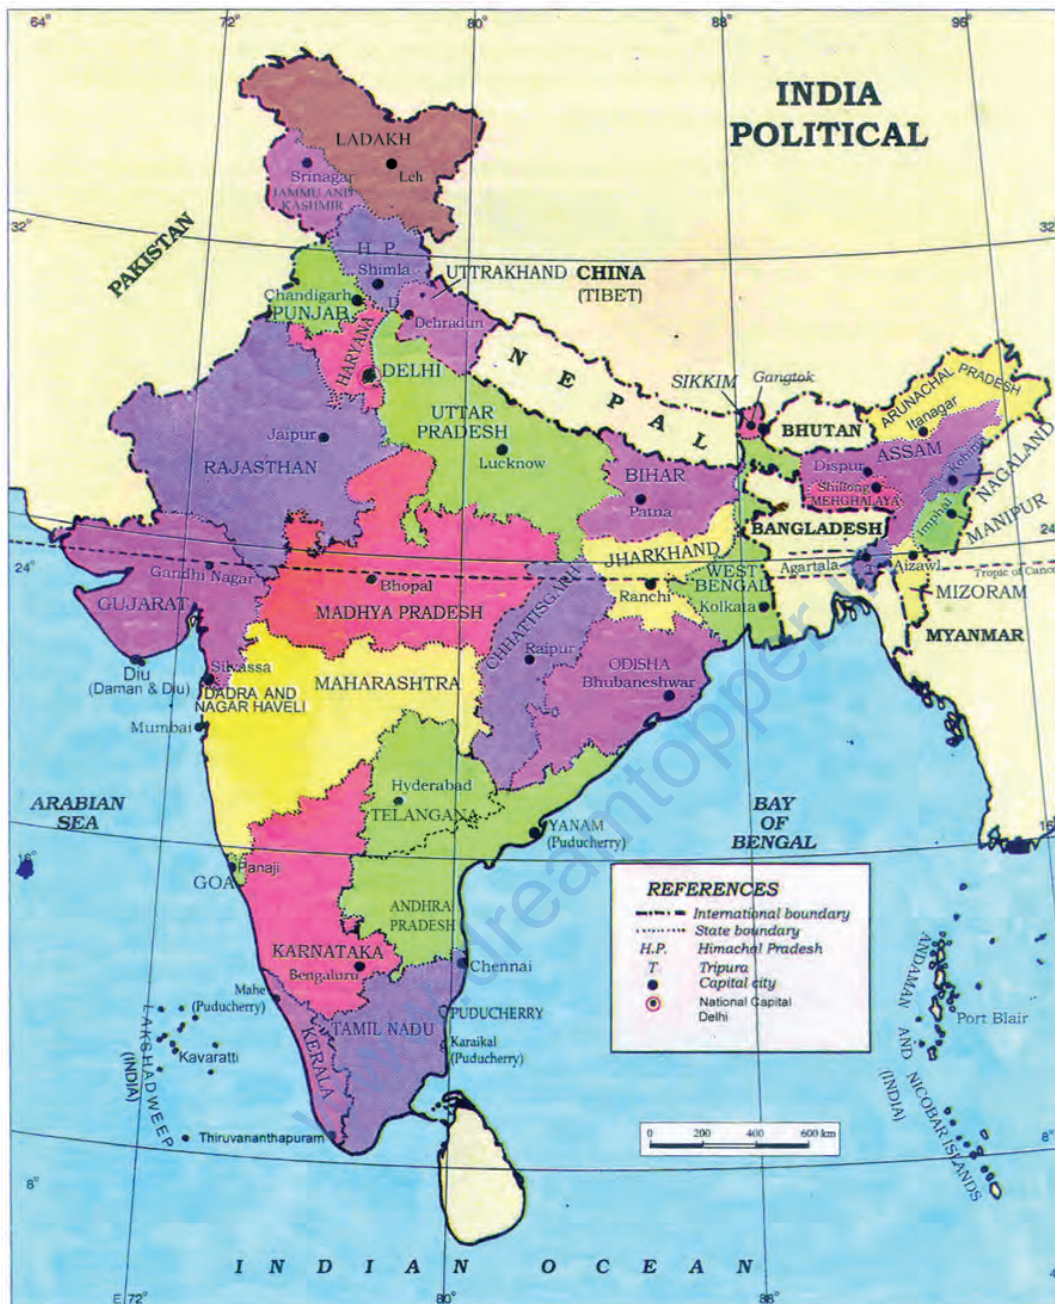 64°
72°
80°
88°
96°
INDIA
POLITICAL
LADAKH
Srinagar
Leh
JAMMU AND
KASHMIR
32°
32°
PAKISTAN
H. P.
Shimla
UTTRAKHAND
CHINA
(TIBET)
Chandigarh
PUNJAB
D
Dehradun
HARYANA
DELHI
NEPAL
SIKKIM
Gangtok
ARUNACHAL PRADESH
Itanagar
UTTAR
PRADESH
BHUTAN
Jaipur
Lucknow
RAJASTHAN
BIHAR
Patna
Dispur
ASSAM
Kohima
NAGALAND
Shillong
MEHGHALAYA
Imphal
MANIPUR
BANGLADESH
24°
24°
JHARKHAND
Gandhi Nagar
Bhopal
WEST
BENGAL
Agartala
T
Aizawl
Tropic of Cancer
GUJARAT
MADHYA PRADESH
CHHATTISGARH
Ranchi
Kolkata
MIZORAM
MYANMAR
Raipur
ODISHA
Bhubaneshwar
Diu
(Daman & Diu)
Silvassa
DADRA AND
NAGAR HAVELI
MAHARASHTRA
Mumbai
Hyderabad
TELANGANA
ARABIAN
SEA
YANAM
(Puducherry)
BAY
OF
BENGAL
16°
16°
Panaji
GOA
ANDHRA
PRADESH
REFERENCES
International boundary
State boundary
H.P. Himachal Pradesh
T Tripura
Capital city
National Capital
Delhi
KARNATAKA
Bengaluru
Chennai
Mahe
(Puducherry)
PUDUCHERRY
TAMIL NADU
Karaikal
(Puducherry)
KERALA
LAKSHADWEEP
(INDIA)
Kavaratti
Thiruvananthapuram
ANDAMAN AND NICOBAR ISLANDS
(INDIA)
Port Blair
0 200 400 600 km
8°
8°
INDIAN OCEAN
E 72°
80°
88°